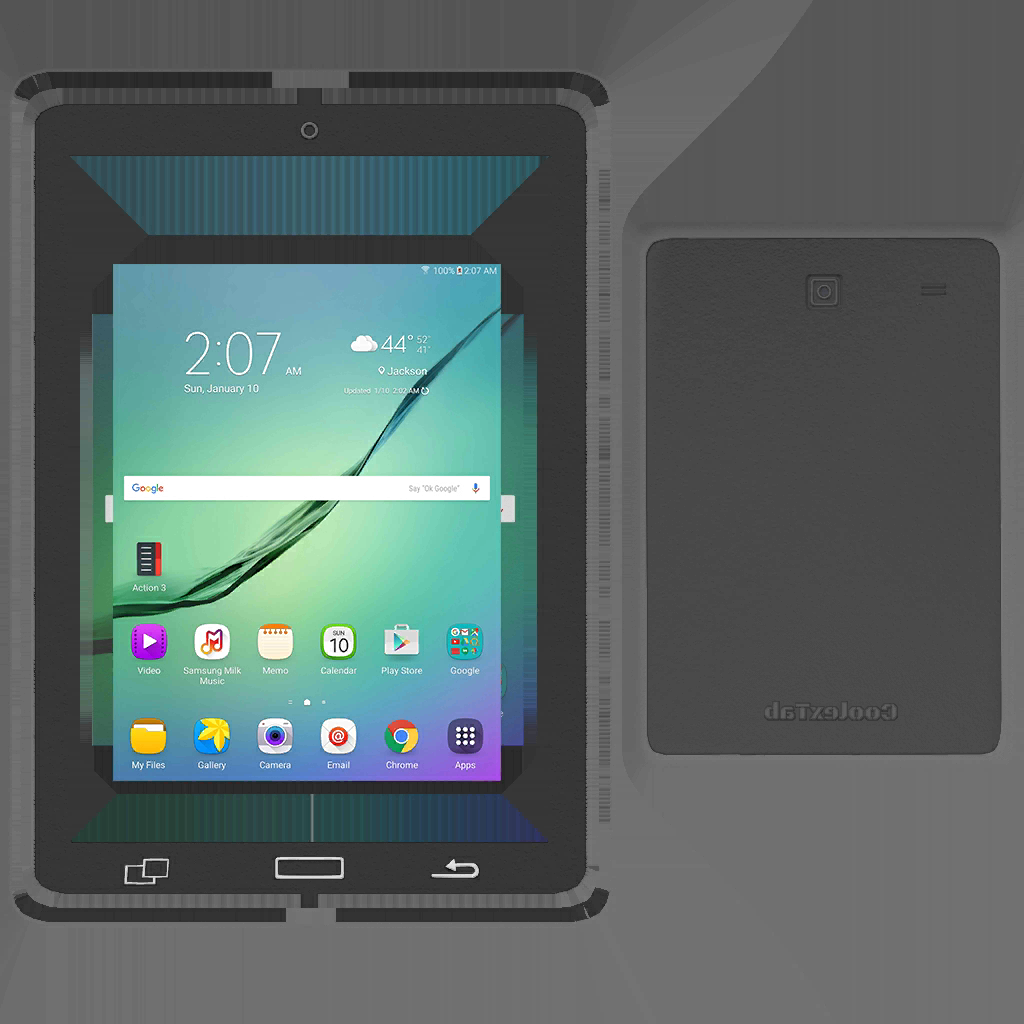 100% 2:07 AM
2:07 AM
44° 52° 41°
Sun, January 10
Jackson
Updated 1/10 2:02 AM
Google Say "Ok Google"
Action 3
Video Samsung Milk Music Memo SUN 10 Calendar Play Store Google
My Files Gallery Camera Email Chrome Apps
CoolexTab